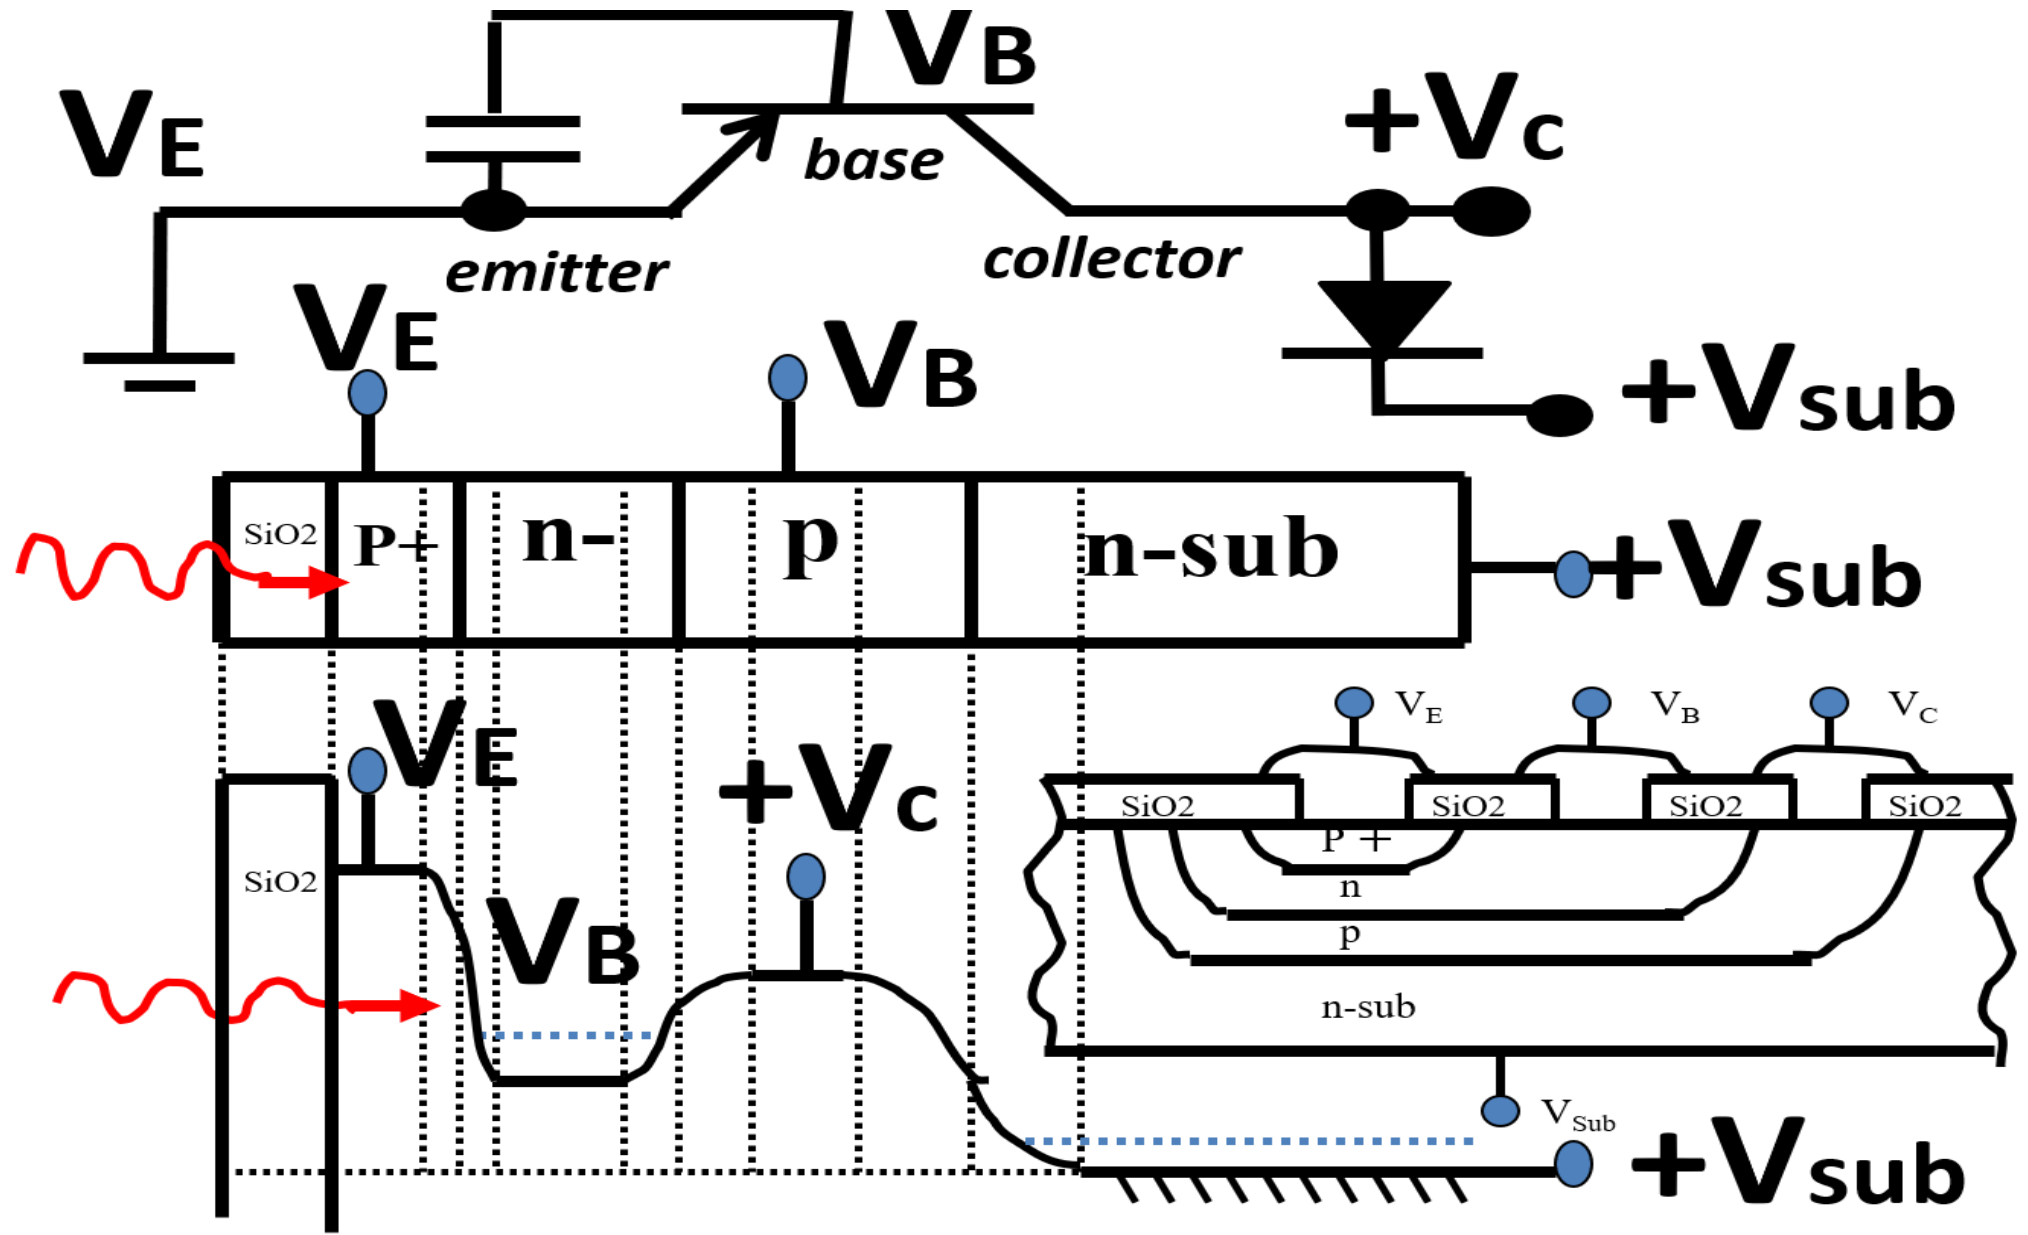 VB
VE
+VC
base
emitter
collector
VE
VB
+Vsub
SiO2
P+
n-
p
n-sub
+Vsub
VE
VB
VC
VE
+VC
SiO2
SiO2
SiO2
SiO2
P +
SiO2
n
VB
p
n-sub
VSub
+Vsub